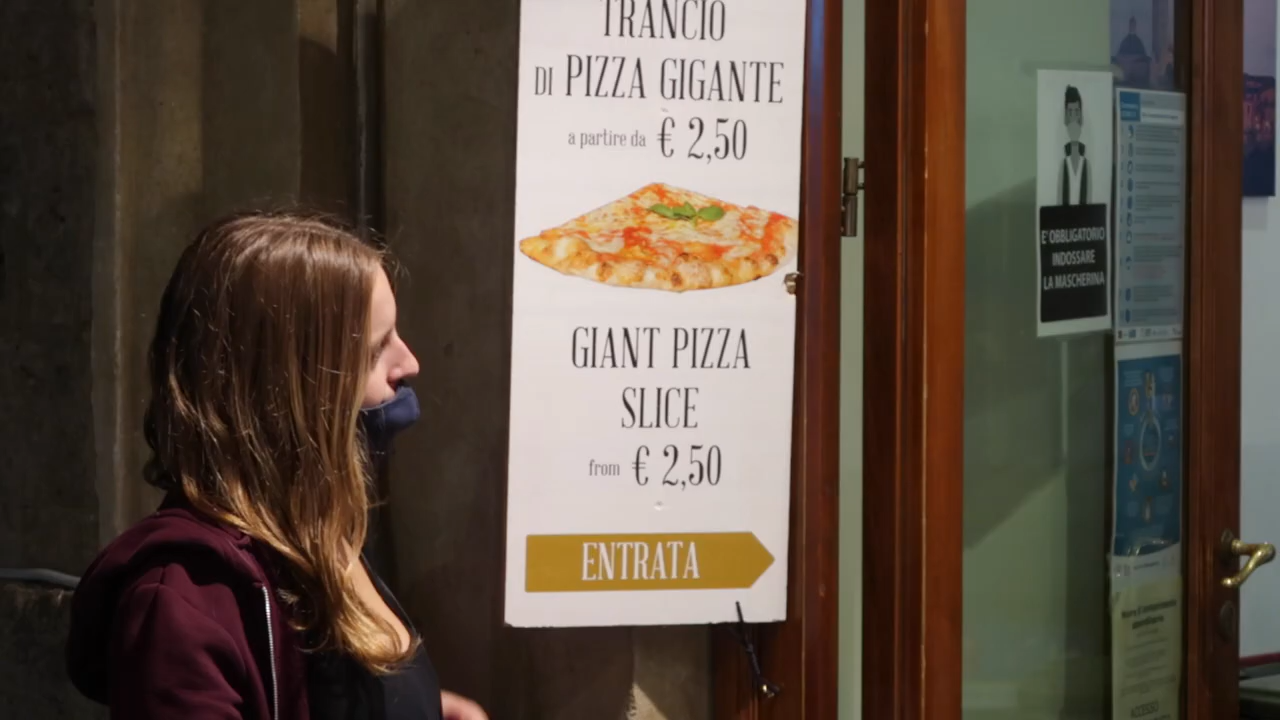 TRANCIO
DI PIZZA GIGANTE
a partire da € 2,50
GIANT PIZZA
SLICE
from € 2,50
ENTRATA
E' OBBLIGATORIO
INDOSSARE
LA MASCHERINA